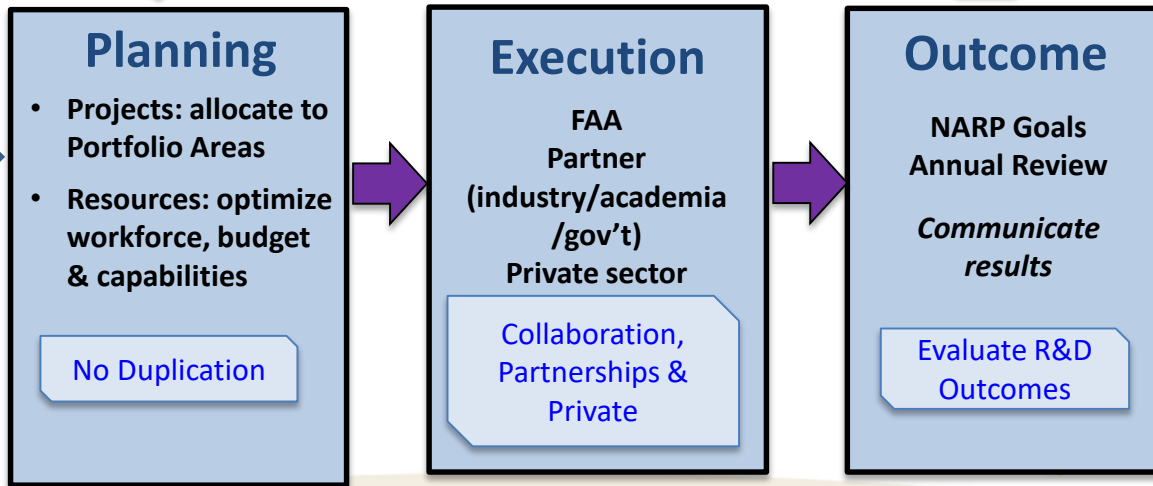 Planning
• Projects: allocate to
Portfolio Areas
• Resources: optimize
workforce, budget
& capabilities
No Duplication
Execution
FAA
Partner
(industry/academia
/gov't)
Private sector
Collaboration,
Partnerships &
Private
Outcome
NARP Goals
Annual Review
Communicate
results
Evaluate R&D
Outcomes